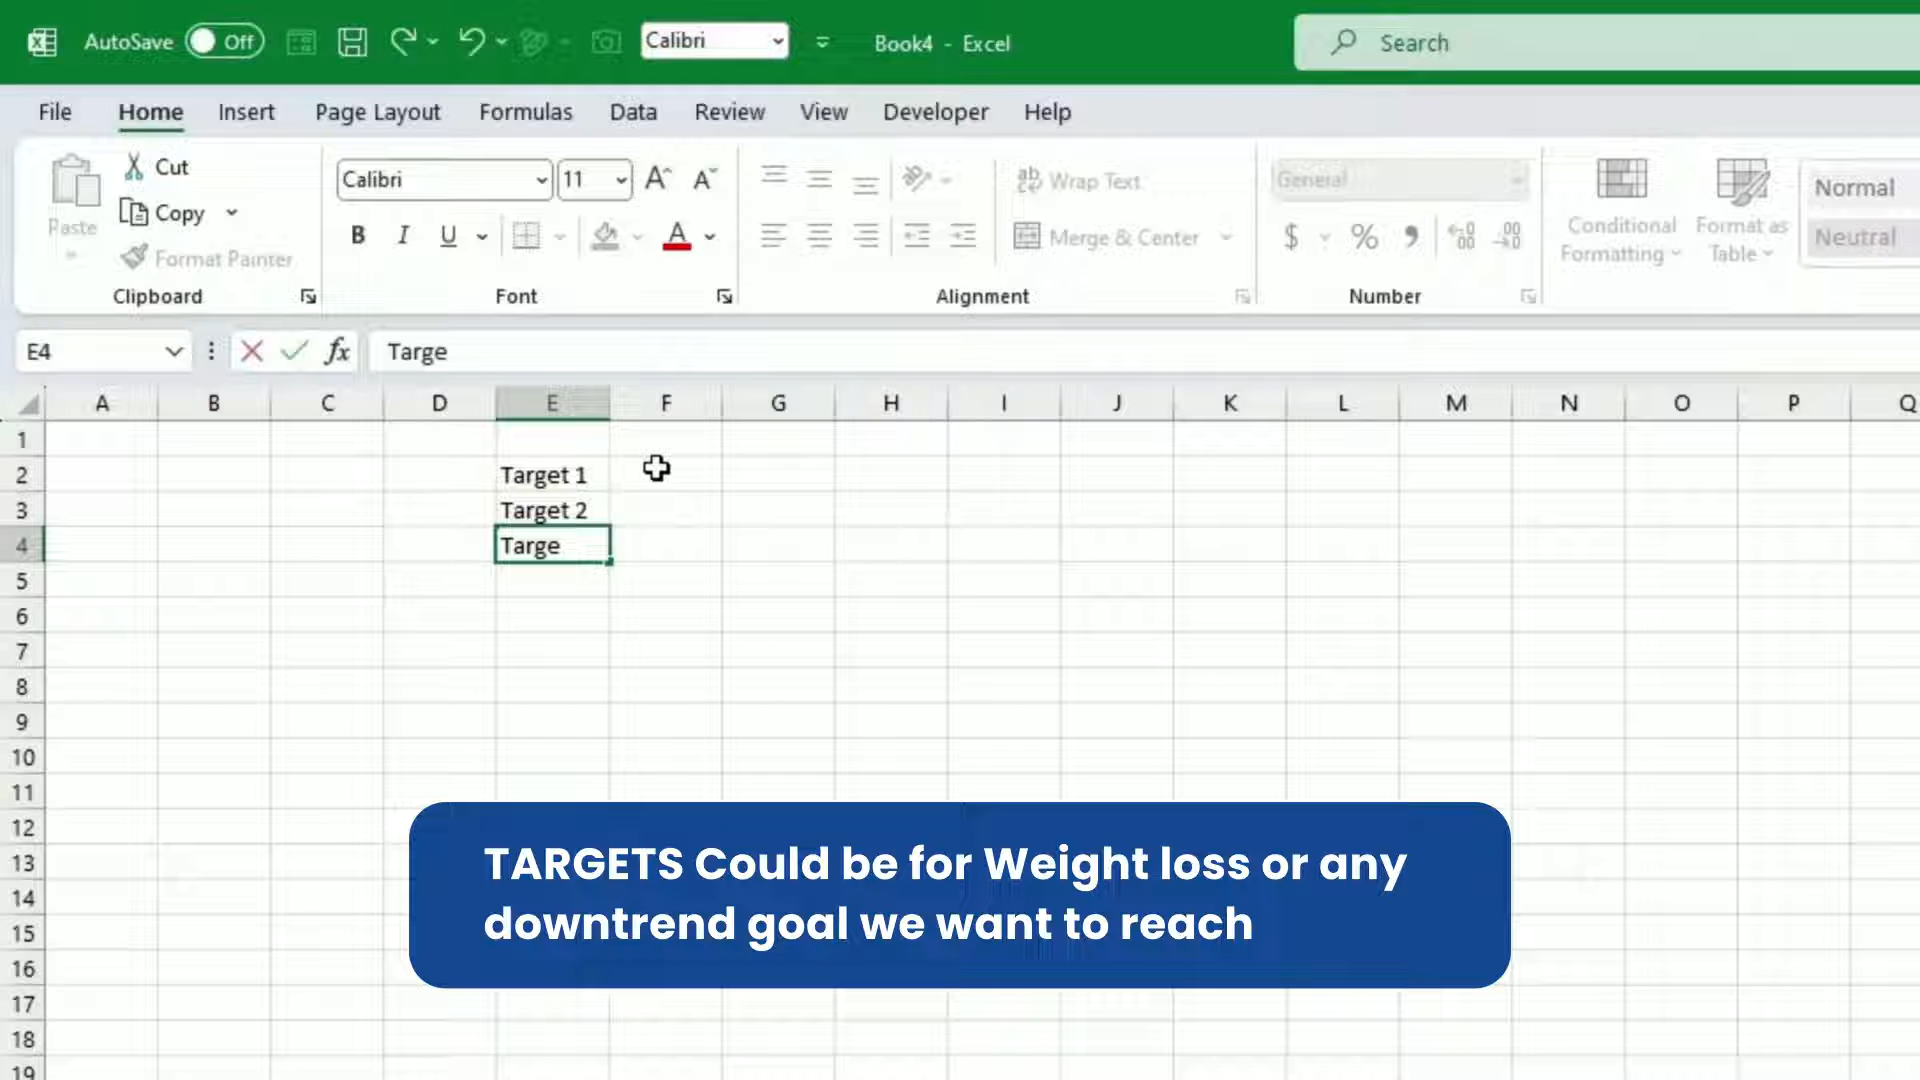 AutoSave Off Calibri Book4 - Excel Search
File Home Insert Page Layout Formulas Data Review View Developer Help
Paste Cut Copy Format Painter
Clipboard
Calibri 11 A A
B I U A
Font
ab Wrap Text
Merge & Center
Alignment
General
$ % 9 .00
Number
Conditional Formatting
Format as Table
Normal
Neutral
E4 fx Targe
A B C D E F G H I J K L M N O P Q
1
2 Target 1
3 Target 2
4 Targe
5
6
7
8
9
10
11
12
13
14
15
16
17
18
19
TARGETS Could be for Weight loss or any
downtrend goal we want to reach